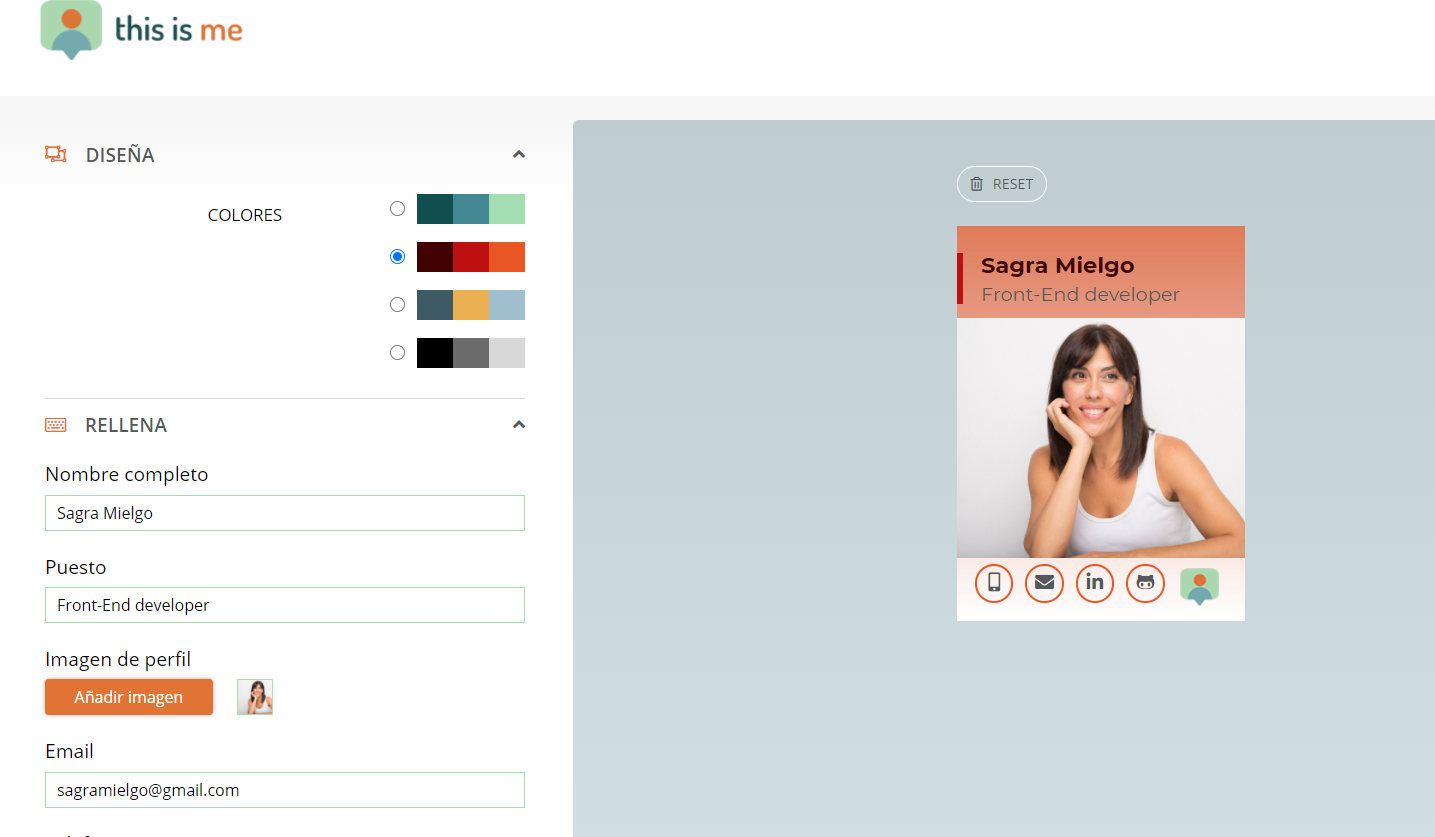 this is me
DISEÑA
COLORES
RELLENA
Nombre completo
Sagra Mielgo
Puesto
Front-End developer
Imagen de perfil
Añadir imagen
Email
sagramielgo@gmail.com
RESET
Sagra Mielgo
Front-End developer
in